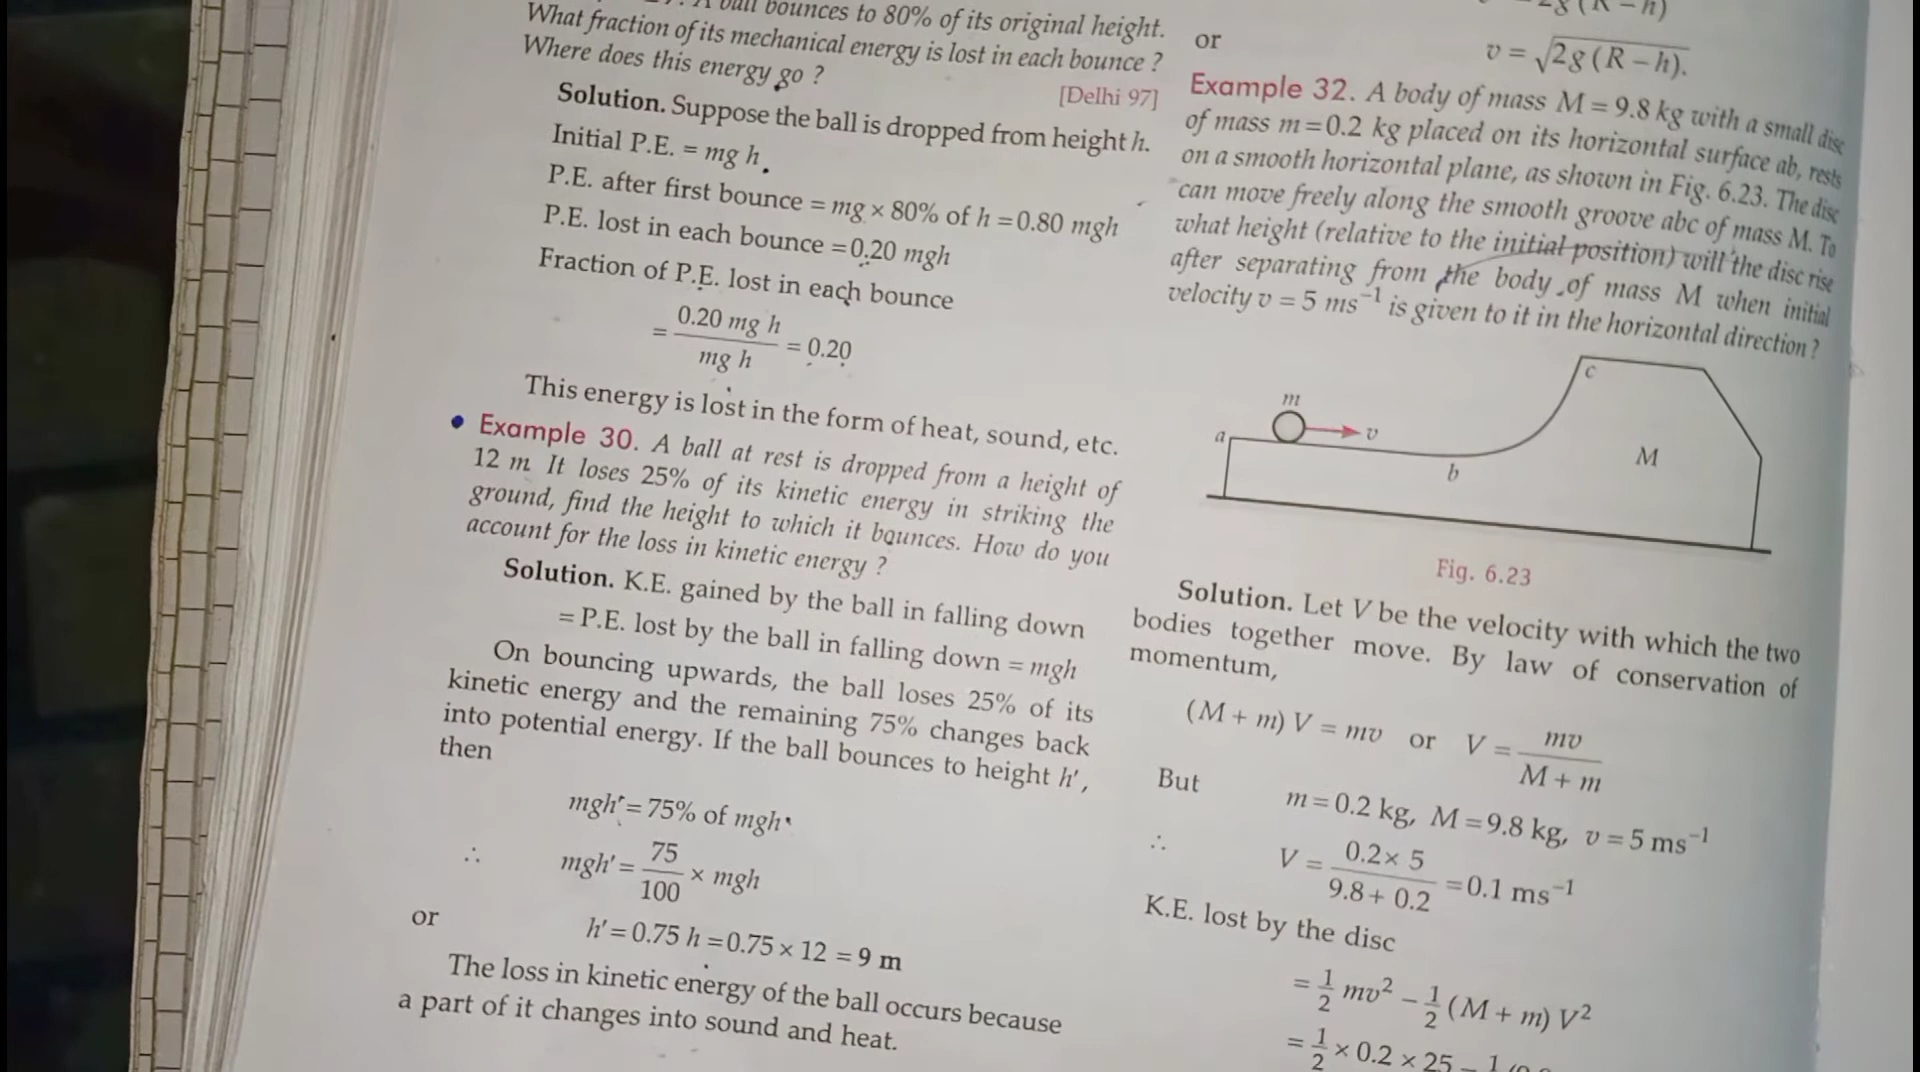 A ball bounces to 80% of its original height.
What fraction of its mechanical energy is lost in each bounce ?
Where does this energy go ?
[Delhi 97]
Solution. Suppose the ball is dropped from height h.
Initial P.E. = mg h
P.E. after first bounce = mg × 80% of h = 0.80 mgh
P.E. lost in each bounce = 0.20 mgh
Fraction of P.E. lost in each bounce
= 0.20 mg h / mg h = 0.20
This energy is lost in the form of heat, sound, etc.
• Example 30. A ball at rest is dropped from a height of
12 m It loses 25% of its kinetic energy in striking the
ground, find the height to which it bounces. How do you
account for the loss in kinetic energy ?
Solution. K.E. gained by the ball in falling down
= P.E. lost by the ball in falling down = mgh
On bouncing upwards, the ball loses 25% of its
kinetic energy and the remaining 75% changes back
into potential energy. If the ball bounces to height h′,
then
mgh′ = 75% of mgh
∴ mgh′ = 75/100 × mgh
or h′ = 0.75 h = 0.75 × 12 = 9 m
The loss in kinetic energy of the ball occurs because
a part of it changes into sound and heat.
2g (R − h)
or v = √2g (R − h).
Example 32. A body of mass M = 9.8 kg with a small disc
of mass m = 0.2 kg placed on its horizontal surface ab, rests
on a smooth horizontal plane, as shown in Fig. 6.23. The disc
can move freely along the smooth groove abc of mass M. To
what height (relative to the initial position) will the disc rise
after separating from the body of mass M when initial
velocity v = 5 ms⁻¹ is given to it in the horizontal direction ?
m
c
a
v
b
M
Fig. 6.23
Solution. Let V be the velocity with which the two
bodies together move. By law of conservation of
momentum,
(M + m) V = mv or V = mv / M + m
But m = 0.2 kg, M = 9.8 kg, v = 5 ms⁻¹
∴ V = 0.2 × 5 / 9.8 + 0.2 = 0.1 ms⁻¹
K.E. lost by the disc
= 1/2 mv² − 1/2 (M + m) V²
= 1/2 × 0.2 × 25 − 1